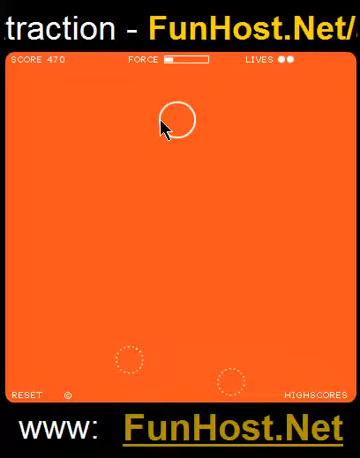 traction - FunHost.Net/
SCORE 470 FORCE LIVES
RESET © HIGHSCORES
www: FunHost.Net